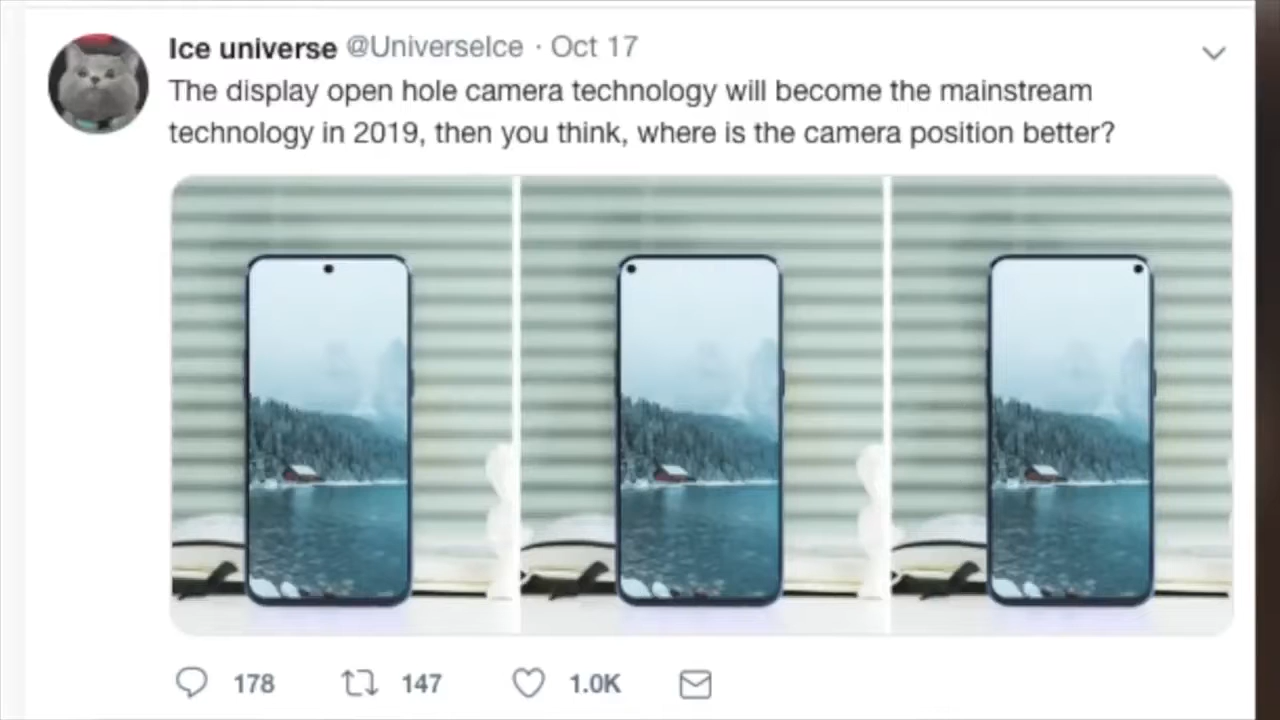 Ice universe @UniverseIce · Oct 17
The display open hole camera technology will become the mainstream
technology in 2019, then you think, where is the camera position better?
178 147 1.0K